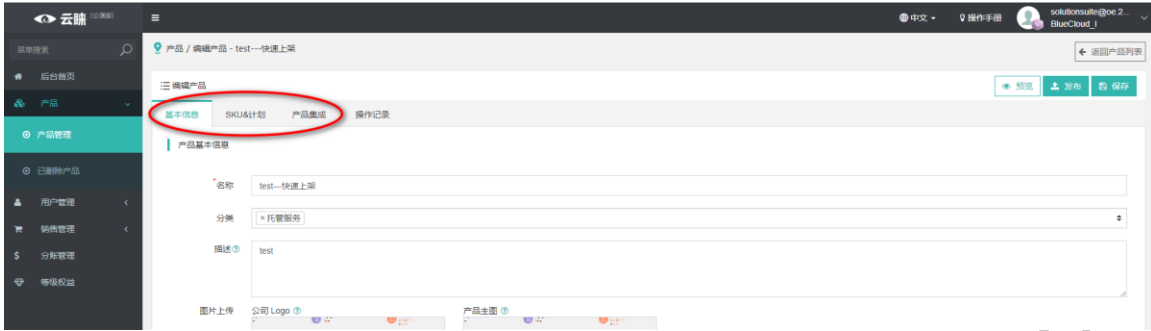 云睐 (公测版)
中文
操作手册
solutionsuite@oe.2...
BlueCloud_I
菜单搜索
产品 / 编辑产品 - test---快速上架
返回产品列表
后台首页
编辑产品
预览
发布
保存
产品
基本信息
SKU&计划
产品集成
操作记录
产品管理
产品基本信息
已删除产品
*名称
test---快速上架
用户管理
分类
×托管服务
销售管理
描述
test
分账管理
等级权益
图片上传
公司 Logo
产品主图